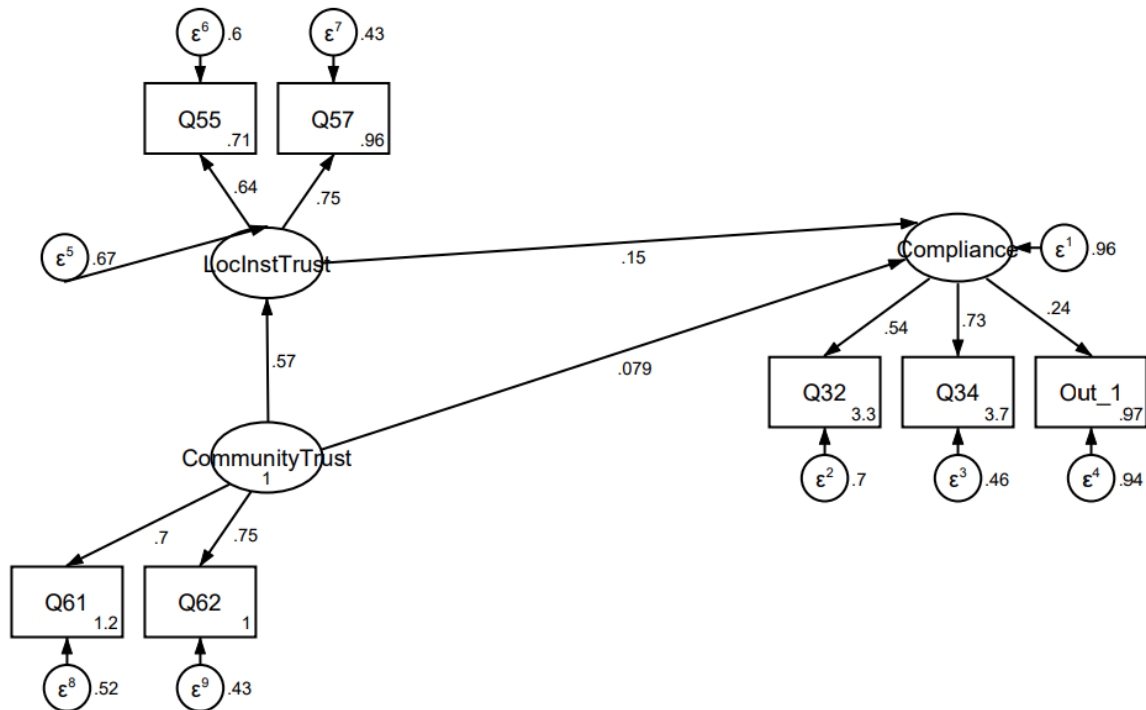 ε6 .6
ε7 .43
Q55 .71
Q57 .96
.64
.75
ε5 .67
LocInstTrust
.15
Compliance
ε1 .96
.57
.079
.54
.73
.24
Q32 3.3
Q34 3.7
Out_1 .97
ε2 .7
ε3 .46
ε4 .94
CommunityTrust
1
.7
.75
Q61 1.2
Q62 1
ε8 .52
ε9 .43